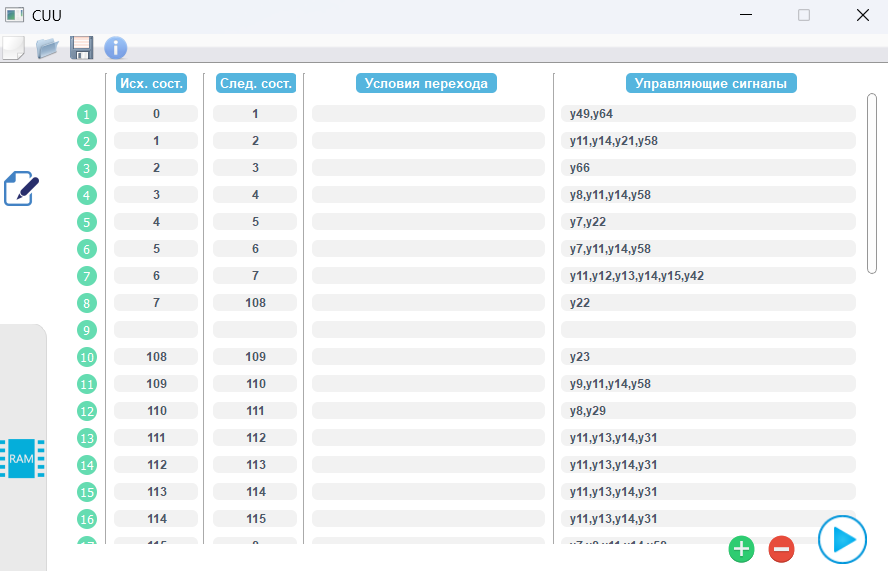 CUU
Исх. сост. След. сост. Условия перехода Управляющие сигналы
1 0 1 y49,y64
2 1 2 y11,y14,y21,y58
3 2 3 y66
4 3 4 y8,y11,y14,y58
5 4 5 y7,y22
6 5 6 y7,y11,y14,y58
7 6 7 y11,y12,y13,y14,y15,y42
8 7 108 y22
9
10 108 109 y23
11 109 110 y9,y11,y14,y58
12 110 111 y8,y29
13 111 112 y11,y13,y14,y31
14 112 113 y11,y13,y14,y31
15 113 114 y11,y13,y14,y31
16 114 115 y11,y13,y14,y31
RAM